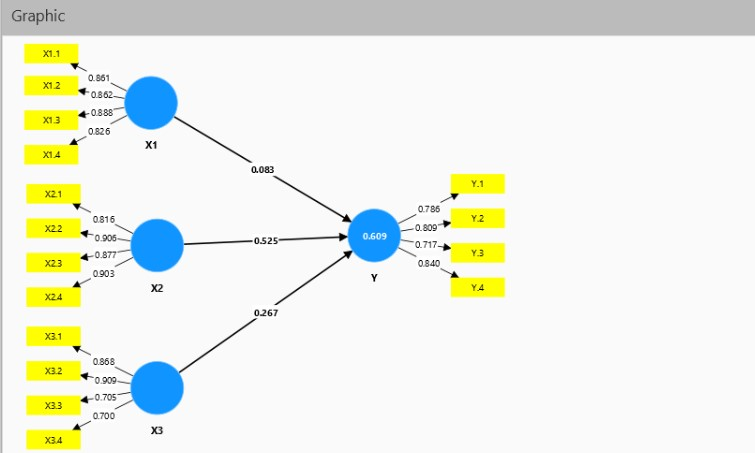 Graphic
X1.1
X1.2
X1.3
X1.4
0.861
0.862
0.888
0.826
X1
0.083
X2.1
X2.2
X2.3
X2.4
0.816
0.906
0.877
0.903
X2
0.525
X3.1
X3.2
X3.3
X3.4
0.868
0.909
0.705
0.700
X3
0.267
0.609
Y
0.786
0.809
0.717
0.840
Y.1
Y.2
Y.3
Y.4